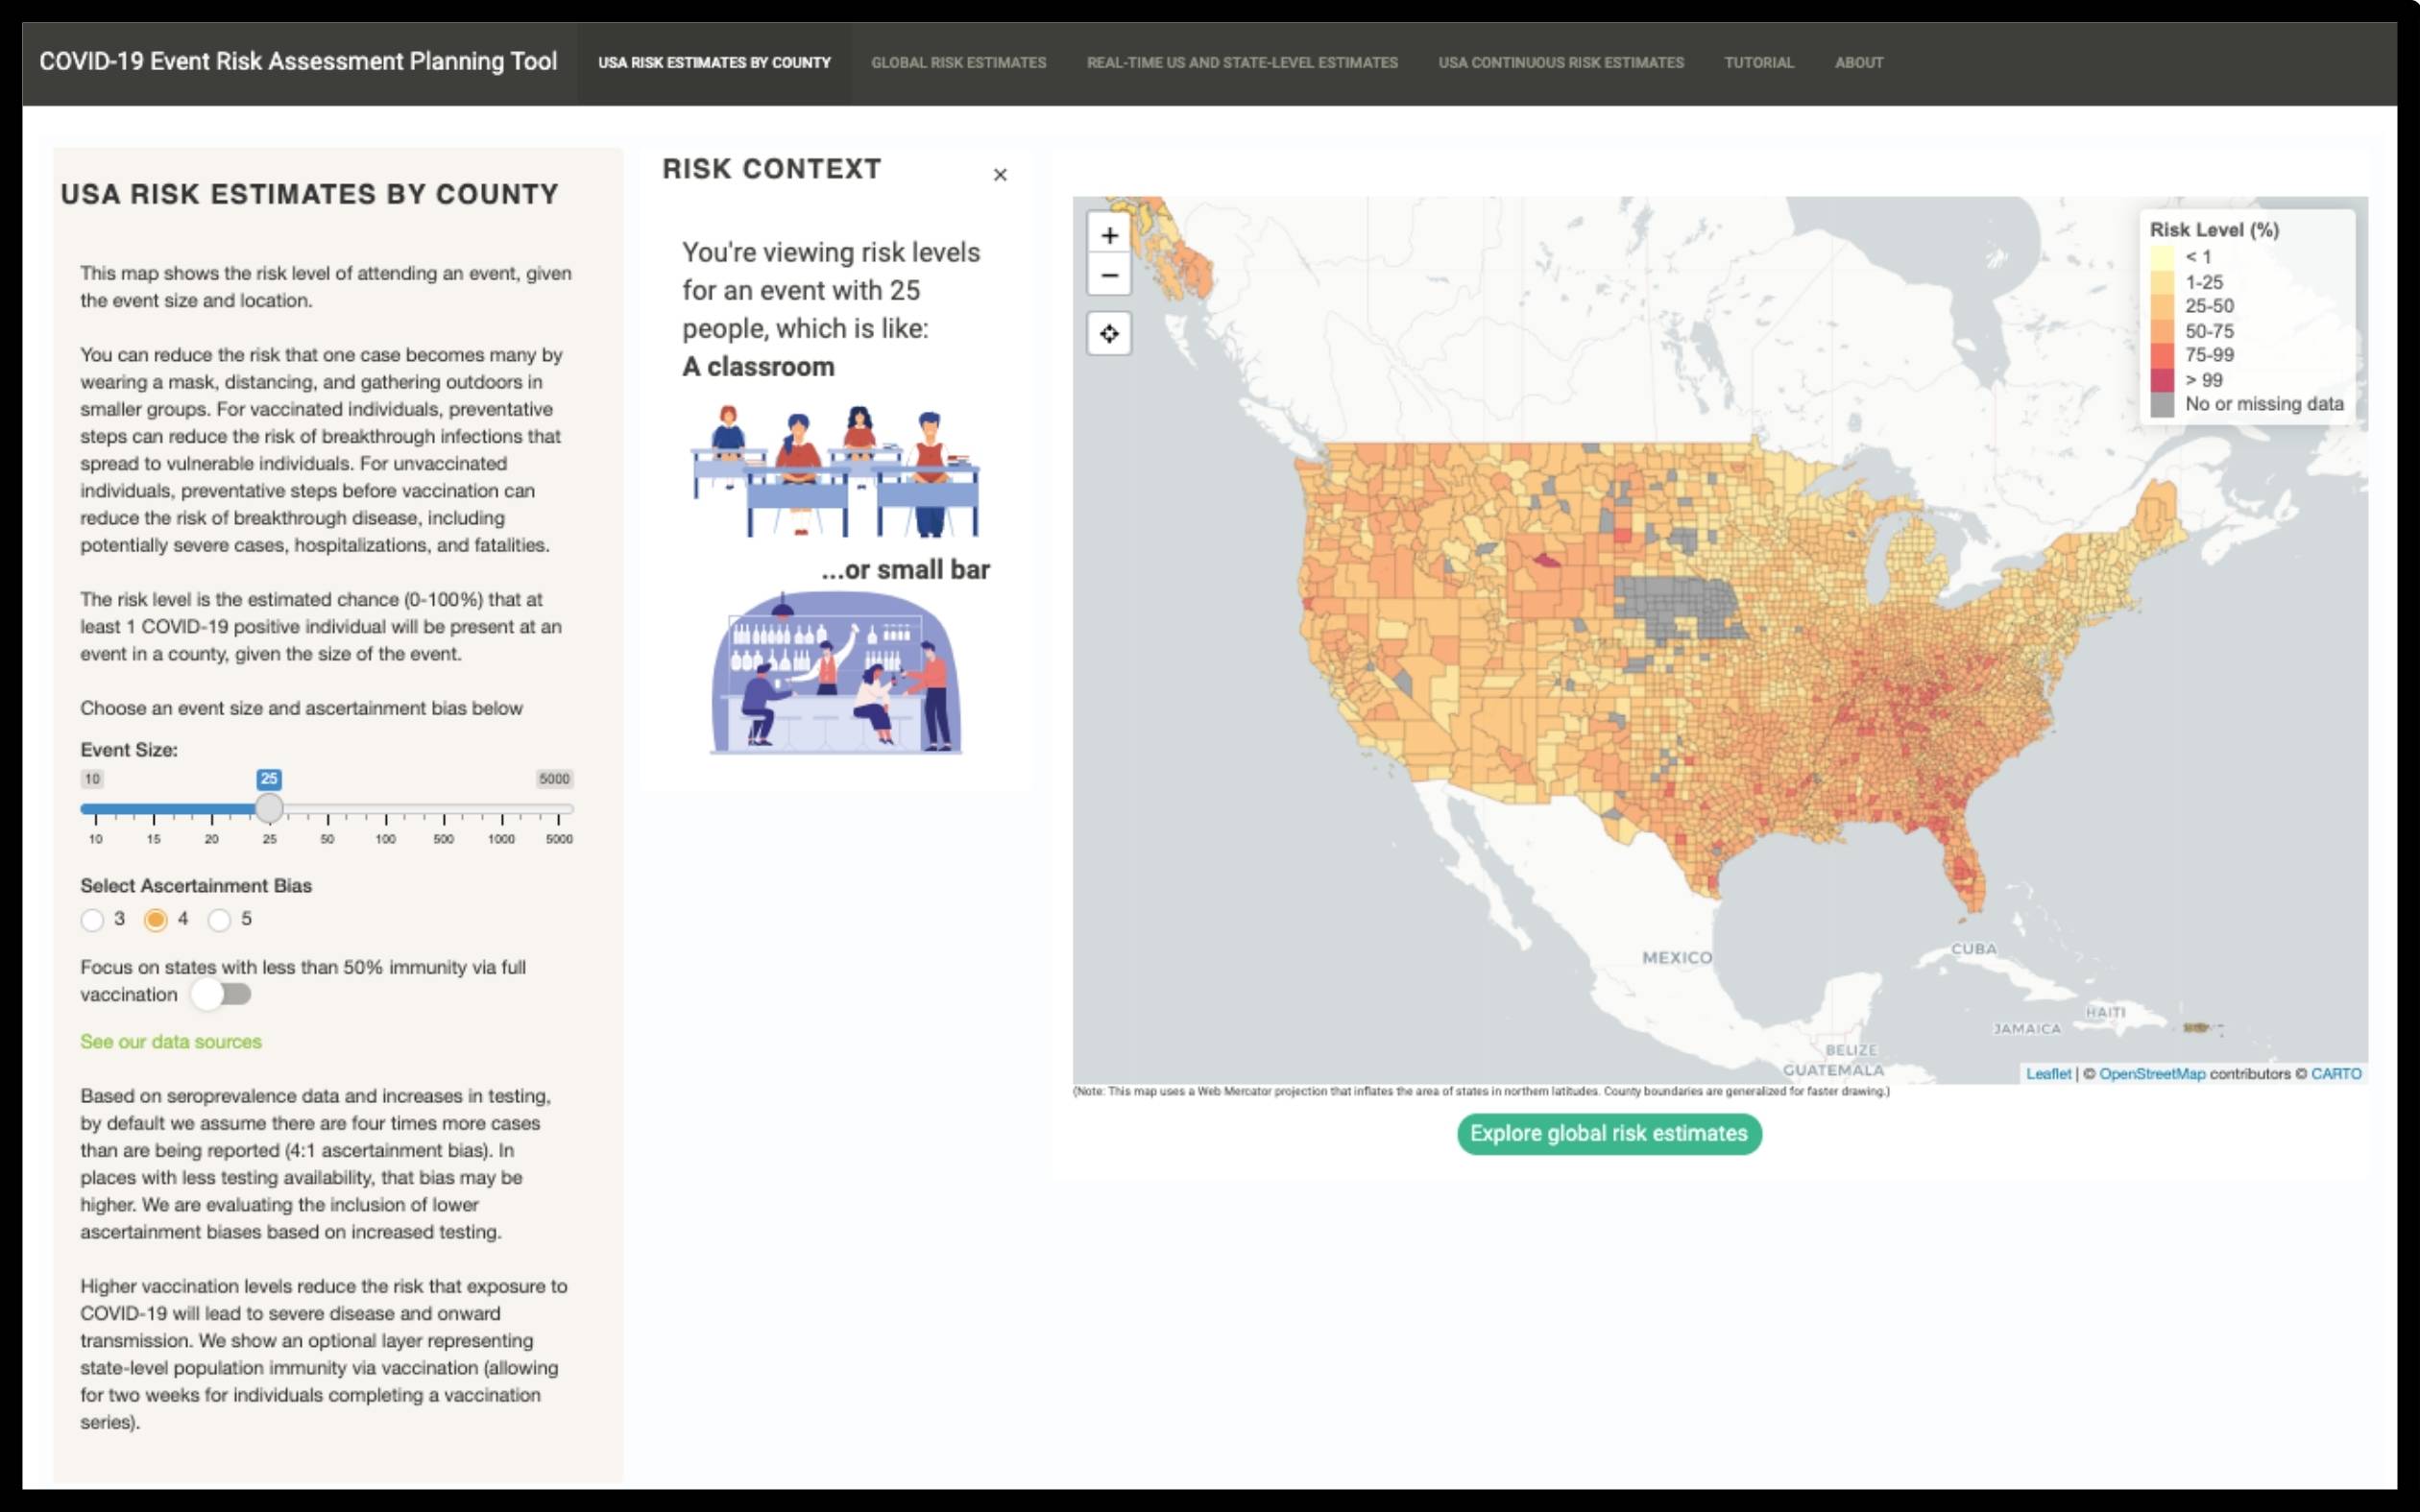 COVID-19 Event Risk Assessment Planning Tool
USA RISK ESTIMATES BY COUNTY
GLOBAL RISK ESTIMATES
REAL-TIME US AND STATE-LEVEL ESTIMATES
USA CONTINUOUS RISK ESTIMATES
TUTORIAL
ABOUT
USA RISK ESTIMATES BY COUNTY
This map shows the risk level of attending an event, given
the event size and location.
You can reduce the risk that one case becomes many by
wearing a mask, distancing, and gathering outdoors in
smaller groups. For vaccinated individuals, preventative
steps can reduce the risk of breakthrough infections that
spread to vulnerable individuals. For unvaccinated
individuals, preventative steps before vaccination can
reduce the risk of breakthrough disease, including
potentially severe cases, hospitalizations, and fatalities.
The risk level is the estimated chance (0-100%) that at
least 1 COVID-19 positive individual will be present at an
event in a county, given the size of the event.
Choose an event size and ascertainment bias below
Event Size:
10 25 5000
10 15 20 25 50 100 500 1000 5000
Select Ascertainment Bias
3 4 5
Focus on states with less than 50% immunity via full
vaccination
See our data sources
Based on seroprevalence data and increases in testing,
by default we assume there are four times more cases
than are being reported (4:1 ascertainment bias). In
places with less testing availability, that bias may be
higher. We are evaluating the inclusion of lower
ascertainment biases based on increased testing.
Higher vaccination levels reduce the risk that exposure to
COVID-19 will lead to severe disease and onward
transmission. We show an optional layer representing
state-level population immunity via vaccination (allowing
for two weeks for individuals completing a vaccination
series).
RISK CONTEXT ×
You're viewing risk levels
for an event with 25
people, which is like:
A classroom
...or small bar
+
−
Risk Level (%)
< 1
1-25
25-50
50-75
75-99
> 99
No or missing data
MEXICO
CUBA
HAITI
JAMAICA
BELIZE
GUATEMALA
Leaflet | © OpenStreetMap contributors © CARTO
(Note: This map uses a Web Mercator projection that inflates the area of states in northern latitudes. County boundaries are generalized for faster drawing.)
Explore global risk estimates